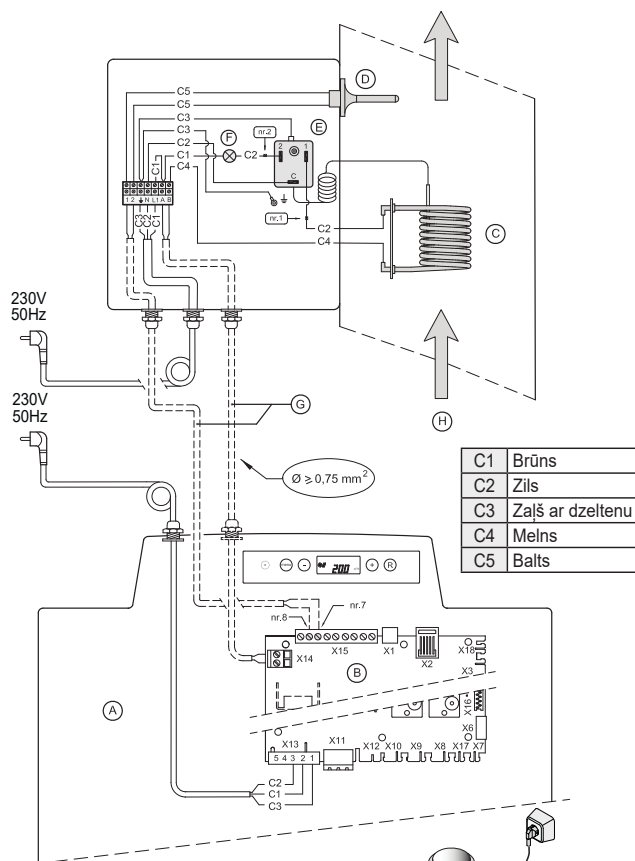 D
C5
C5
C3
C3
C2
C1
C4
C1
F
nr.2
C2
E
2
1
C
nr.1
C2
C4
C
1 2 N L1 A B
C3
C2
C1
230V
50Hz
230V
50Hz
G
H
Ø ≥ 0,75 mm²
C1 Brūns
C2 Zils
C3 Zaļš ar dzeltenu
C4 Melns
C5 Balts
200
R
nr.8
nr.7
X15
X1
X2
X18
X14
B
X3
X16
X6
A
X13
X11
X12 X10 X9 X8 X17 X7
5 4 3 2 1
C2
C1
C3